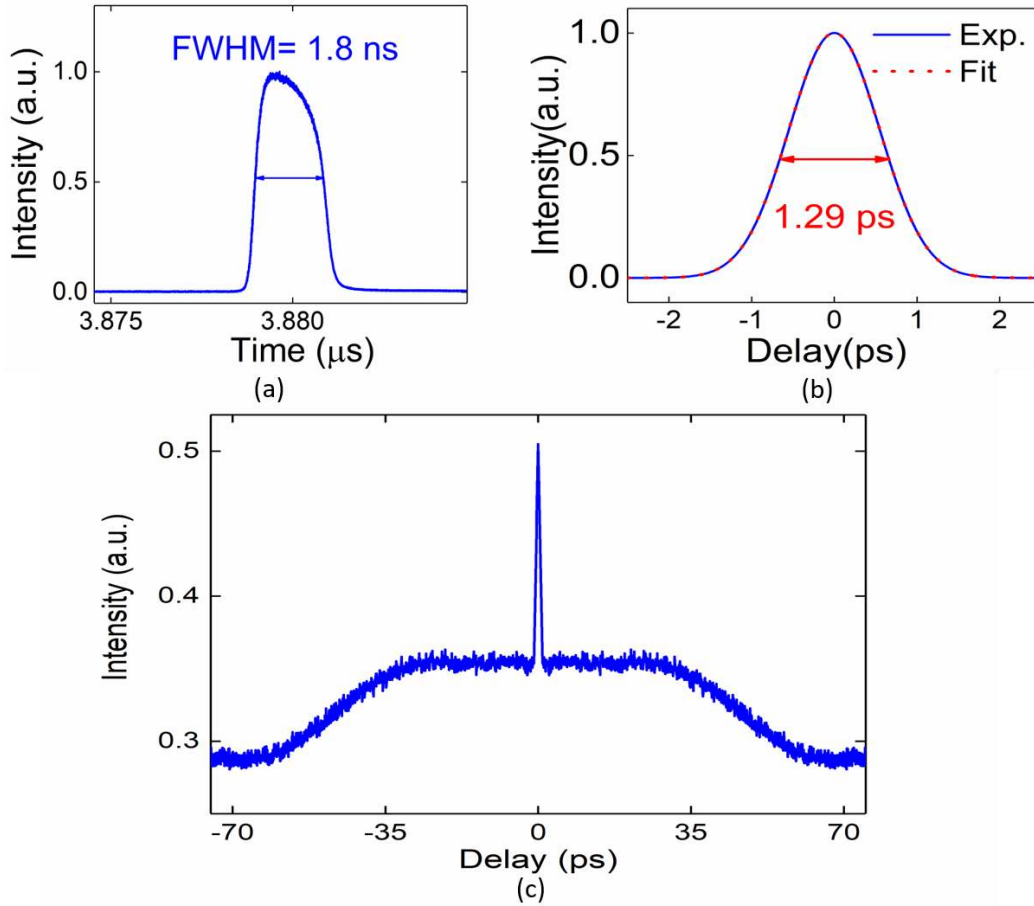 FWHM= 1.8 ns
Intensity (a.u.)
1.0
0.5
0.0
3.875
3.880
Time (μs)
(a)
Exp.
Fit
Intensity(a.u.)
1.0
0.5
0.0
1.29 ps
-2
-1
0
1
2
Delay(ps)
(b)
Intensity (a.u.)
0.5
0.4
0.3
-70
-35
0
35
70
Delay (ps)
(c)